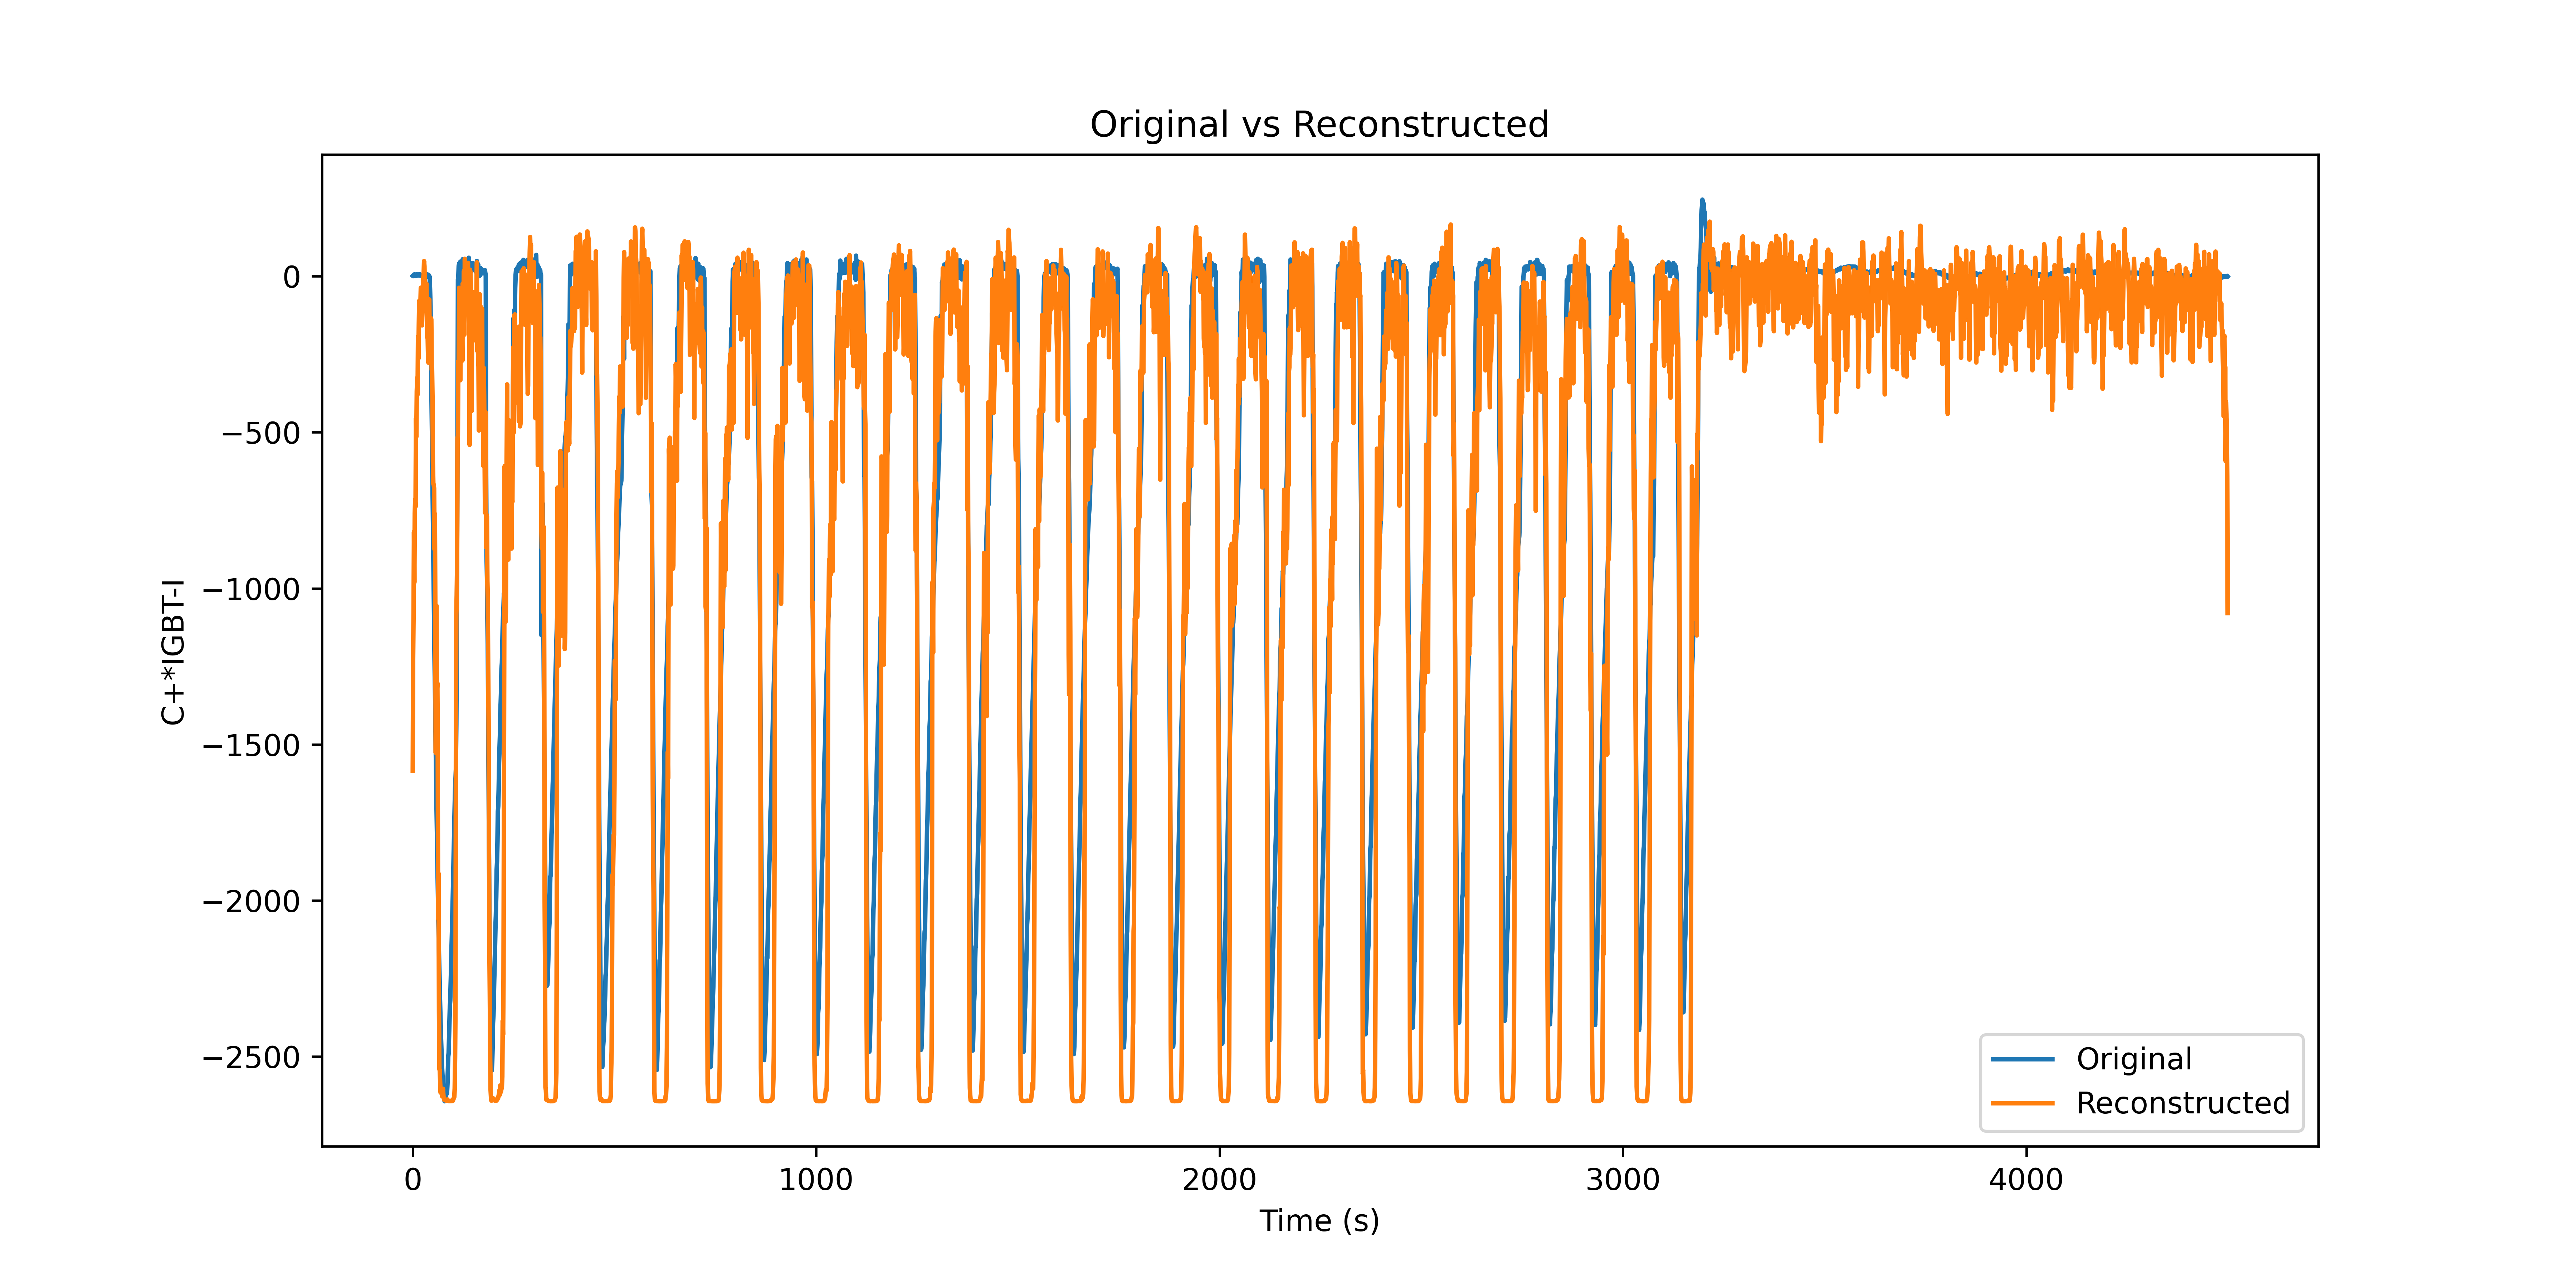 Original vs Reconstructed
C+*IGBT-I
0
−500
−1000
−1500
−2000
−2500
0
1000
2000
3000
4000
Time (s)
Original
Reconstructed